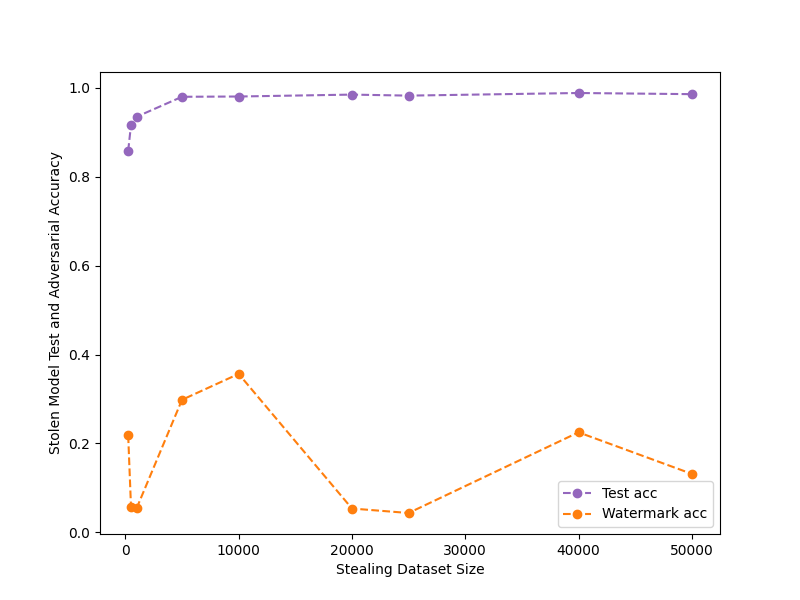 1.0
0.8
0.6
0.4
0.2
0.0
Stolen Model Test and Adversarial Accuracy
Test acc
Watermark acc
0 10000 20000 30000 40000 50000
Stealing Dataset Size